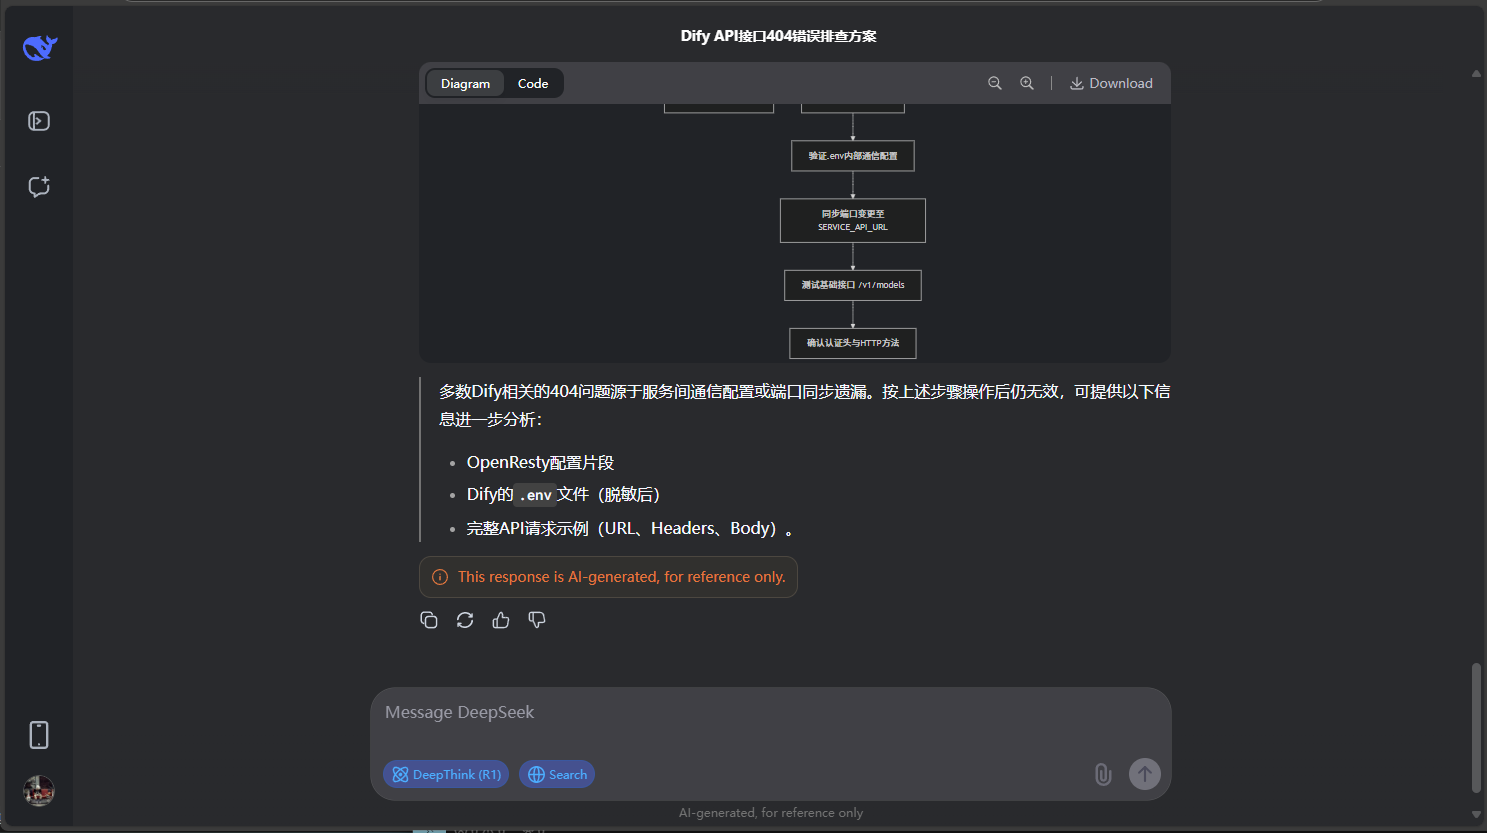 Dify API接口404错误排查方案
Diagram
Code
Download
验证.env内部通信配置
同步端口变更至
SERVICE_API_URL
测试基础接口 /v1/models
确认认证头与HTTP方法
多数Dify相关的404问题源于服务间通信配置或端口同步遗漏。按上述步骤操作后仍无效，可提供以下信
息进一步分析：
OpenResty配置片段
Dify的 .env 文件（脱敏后）
完整API请求示例（URL、Headers、Body）。
This response is AI-generated, for reference only.
Message DeepSeek
DeepThink (R1)
Search
AI-generated, for reference only